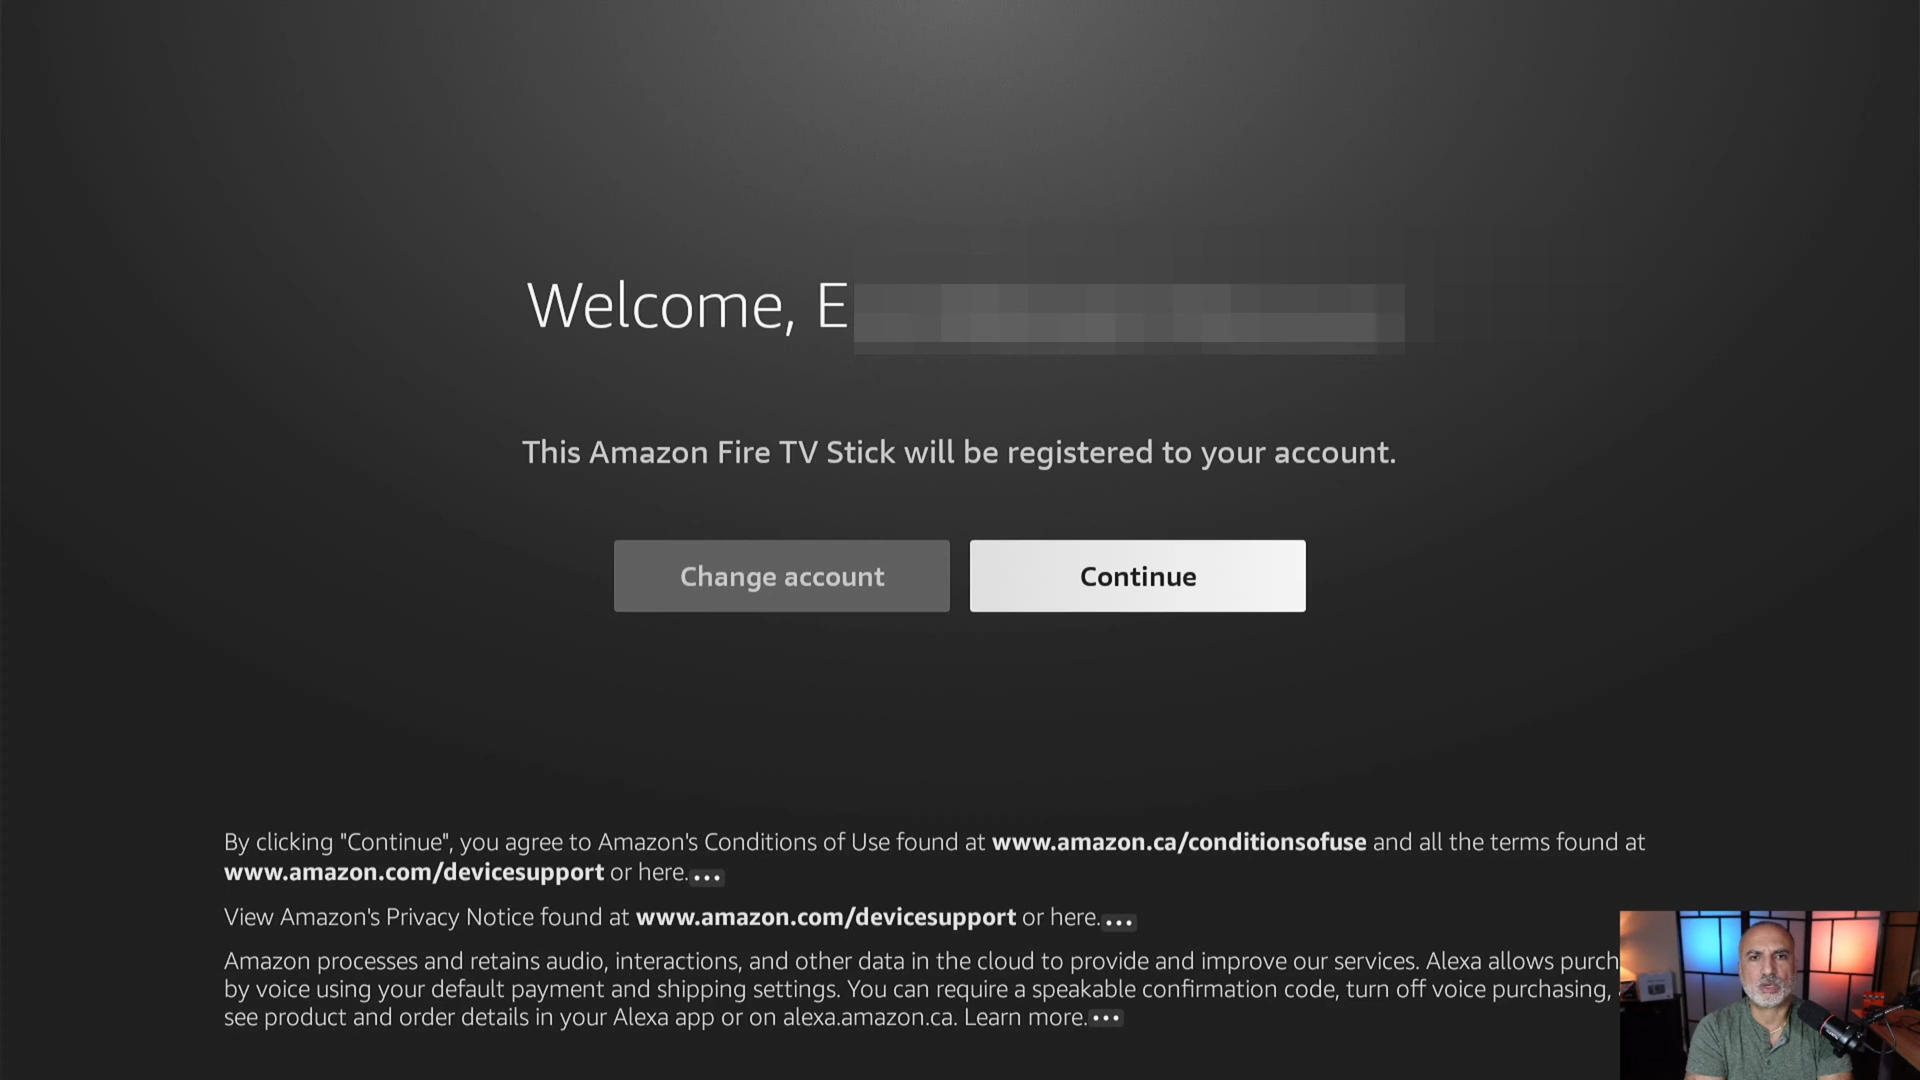 Welcome, E
This Amazon Fire TV Stick will be registered to your account.
Change account
Continue
By clicking "Continue", you agree to Amazon's Conditions of Use found at www.amazon.ca/conditionsofuse and all the terms found at
www.amazon.com/devicesupport or here.
View Amazon's Privacy Notice found at www.amazon.com/devicesupport or here.
Amazon processes and retains audio, interactions, and other data in the cloud to provide and improve our services. Alexa allows purch
by voice using your default payment and shipping settings. You can require a speakable confirmation code, turn off voice purchasing,
see product and order details in your Alexa app or on alexa.amazon.ca. Learn more.